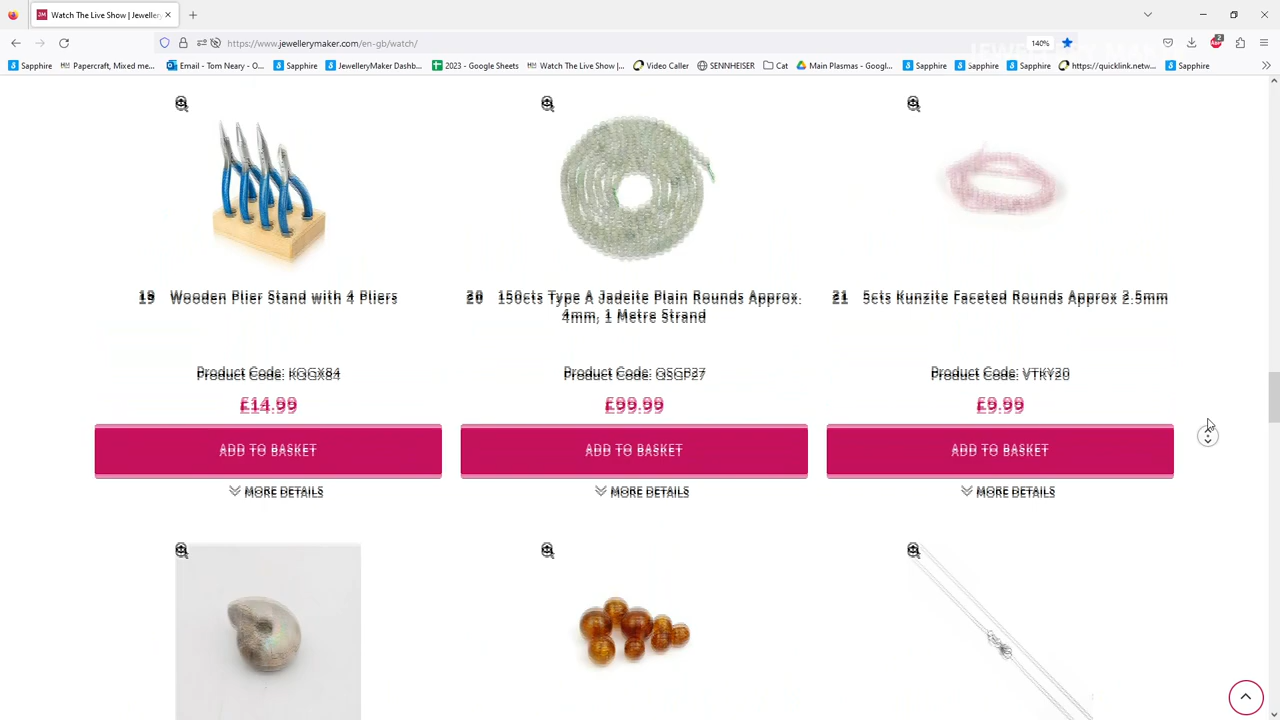 Watch The Live Show | Jeweller
https://www.jewellerymaker.com/en-gb/watch/
140%
2
Sapphire
Papercraft, Mixed me...
Email - Tom Neary - O...
Sapphire
JewelleryMaker Dashb...
2023 - Google Sheets
Watch The Live Show |...
Video Caller
SENNHEISER
Cat
Main Plasmas - Googl...
Sapphire
Sapphire
Sapphire
https://quicklink.netw...
Sapphire
19 Wooden Plier Stand with 4 Pliers
20 150cts Type A Jadeite Plain Rounds Approx.
4mm, 1 Metre Strand
21 5cts Kunzite Faceted Rounds Approx 2.5mm
Product Code: KQGX84
Product Code: QSGP27
Product Code: VTKY20
£14.99
£99.99
£9.99
ADD TO BASKET
ADD TO BASKET
ADD TO BASKET
MORE DETAILS
MORE DETAILS
MORE DETAILS